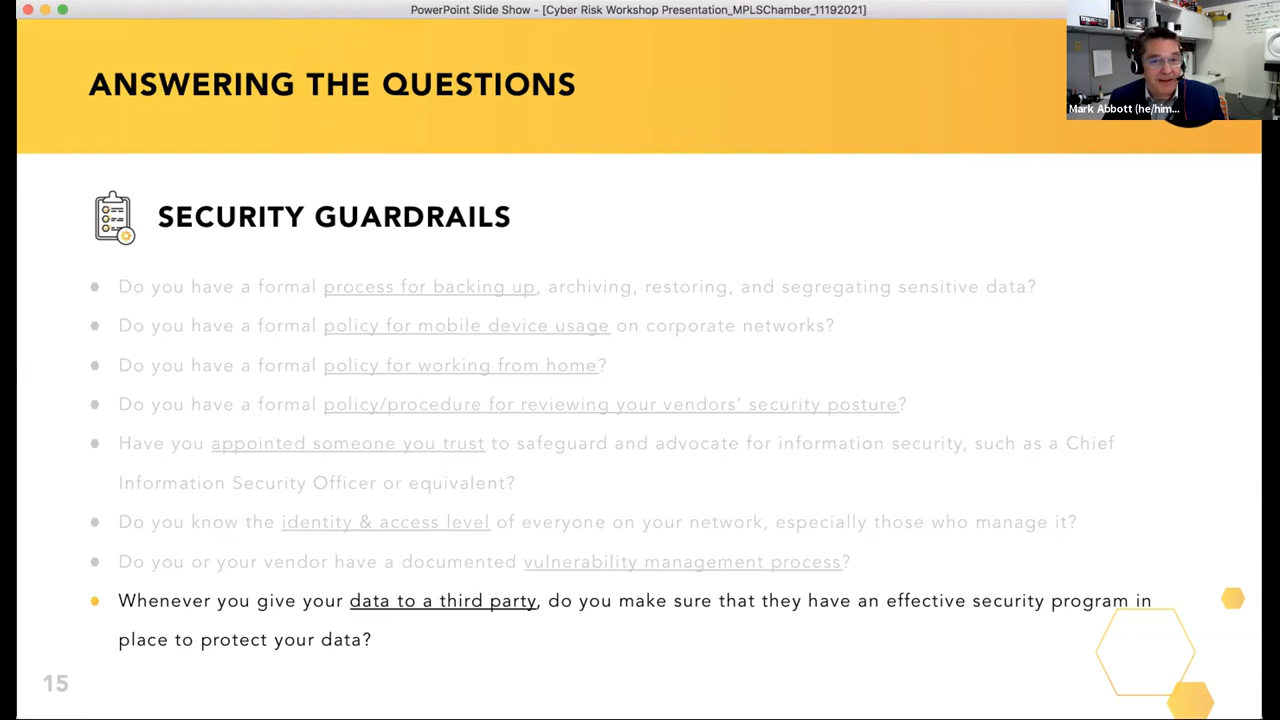 PowerPoint Slide Show - [Cyber Risk Workshop Presentation_MPLSChamber_11192021]
ANSWERING THE QUESTIONS
Mark Abbott (he/him...
SECURITY GUARDRAILS
Do you have a formal process for backing up, archiving, restoring, and segregating sensitive data?
Do you have a formal policy for mobile device usage on corporate networks?
Do you have a formal policy for working from home?
Do you have a formal policy/procedure for reviewing your vendors’ security posture?
Have you appointed someone you trust to safeguard and advocate for information security, such as a Chief
Information Security Officer or equivalent?
Do you know the identity & access level of everyone on your network, especially those who manage it?
Do you or your vendor have a documented vulnerability management process?
Whenever you give your data to a third party, do you make sure that they have an effective security program in
place to protect your data?
15